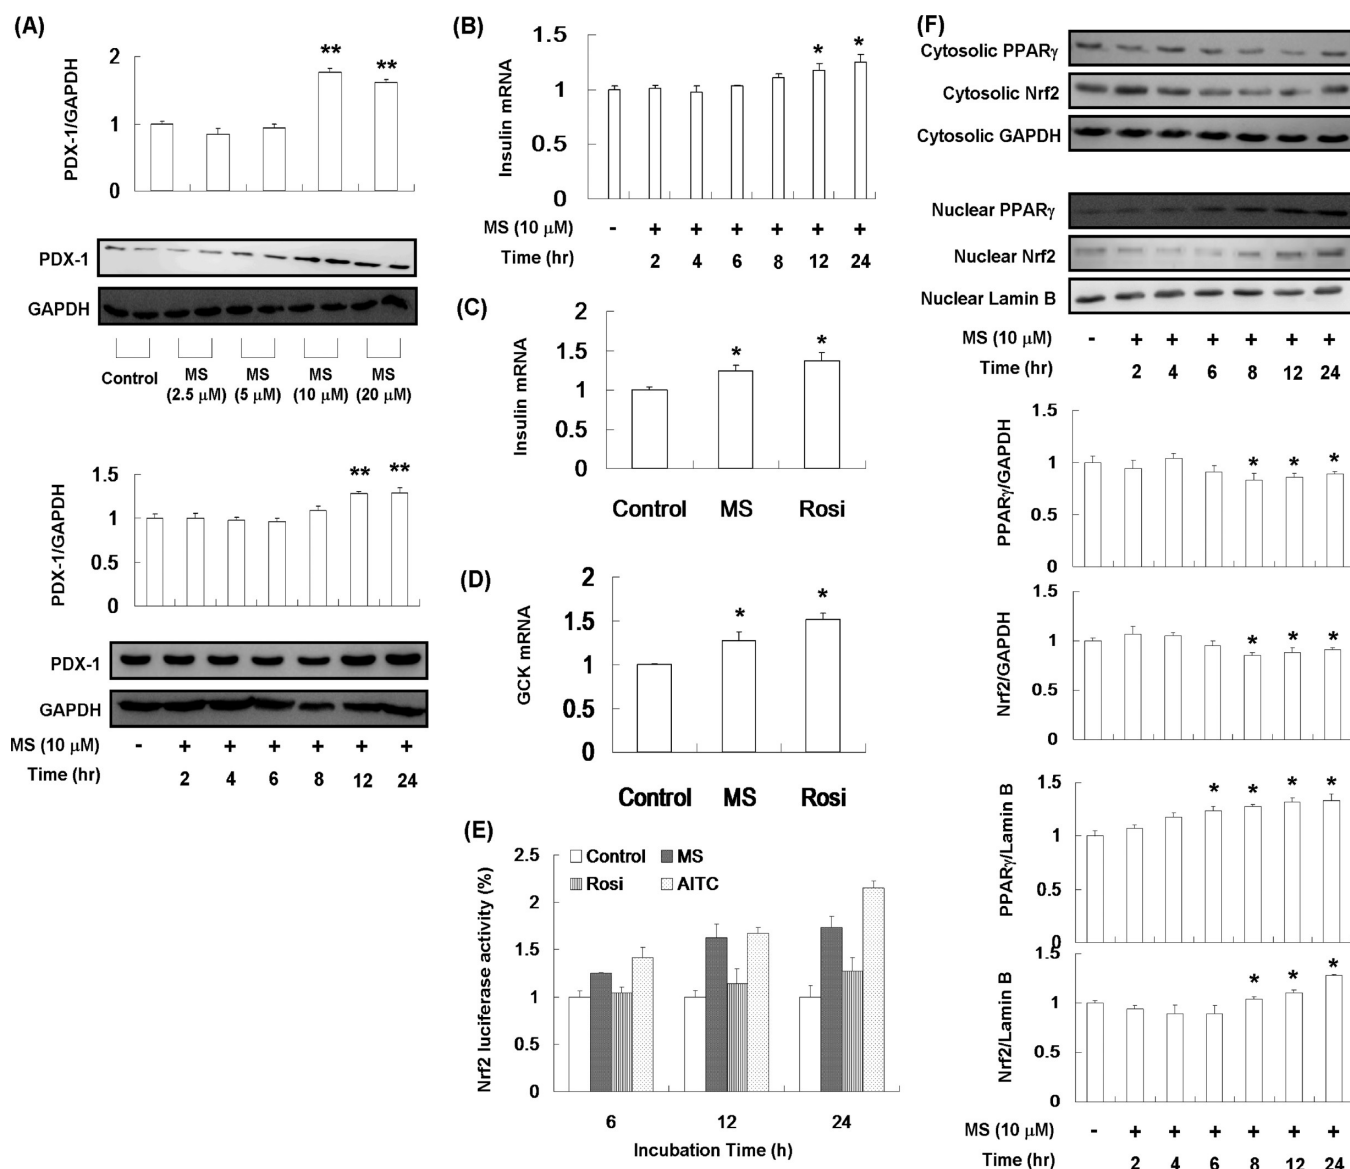 (A)
**
**
2
1
0
PDX-1/GAPDH
PDX-1
GAPDH
Control
MS
(2.5 μM)
MS
(5 μM)
MS
(10 μM)
MS
(20 μM)
**
**
1.5
1
0.5
0
PDX-1/GAPDH
PDX-1
GAPDH
MS (10 μM) - + + + + + +
Time (hr) 2 4 6 8 12 24
(B)
*
*
1.5
1
0.5
0
Insulin mRNA
MS (10 μM) - + + + + + +
Time (hr) 2 4 6 8 12 24
(C)
*
*
2
1.5
1
0.5
0
Insulin mRNA
Control MS Rosi
(D)
*
*
2
1.5
1
0.5
0
GCK mRNA
Control MS Rosi
(E)
2.5
2
1.5
1
0.5
0
Nrf2 luciferase activity (%)
Control MS
Rosi AITC
6 12 24
Incubation Time (h)
(F)
Cytosolic PPARγ
Cytosolic Nrf2
Cytosolic GAPDH
Nuclear PPARγ
Nuclear Nrf2
Nuclear Lamin B
MS (10 μM) - + + + + + +
Time (hr) 2 4 6 8 12 24
* * *
1.5
1
0.5
0
PPARγ/GAPDH
* * *
1.5
1
0.5
0
Nrf2/GAPDH
* * * *
1.5
1
0.5
0
PPARγ/Lamin B
* * *
1.5
1
0.5
0
Nrf2/Lamin B
MS (10 μM) - + + + + + +
Time (hr) 2 4 6 8 12 24